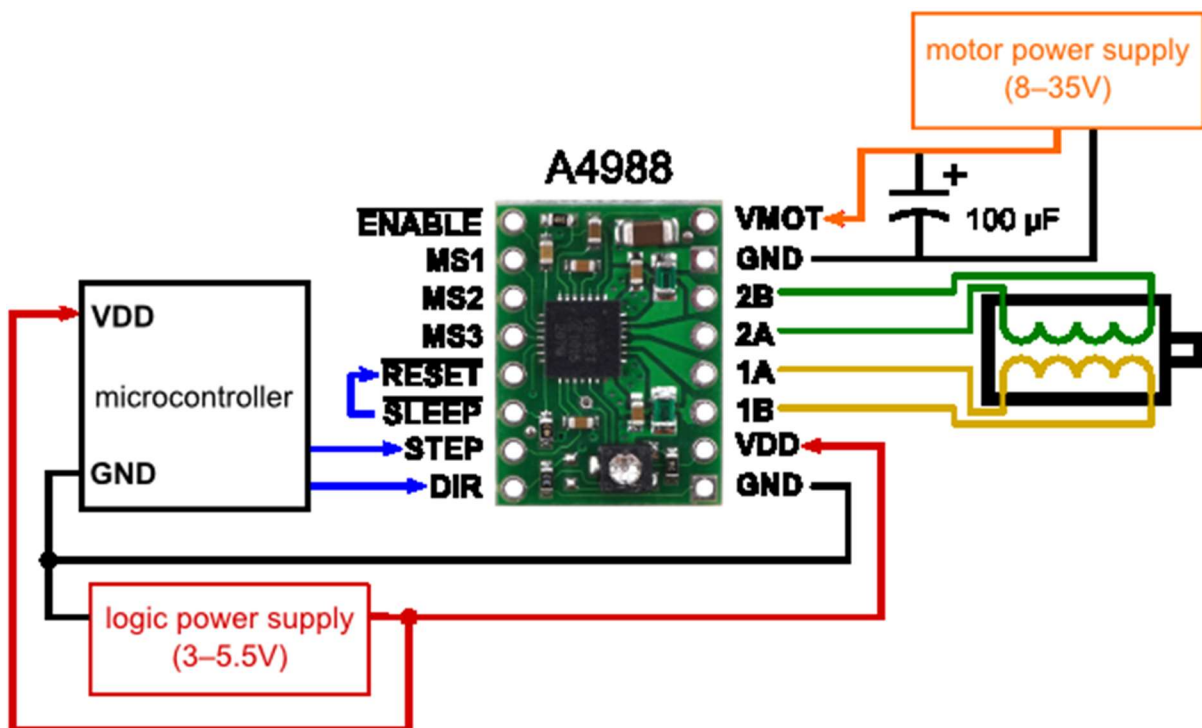 motor power supply
(8–35V)
A4988
ENABLE
MS1
MS2
MS3
RESET
SLEEP
STEP
DIR
VMOT
GND
2B
2A
1A
1B
VDD
GND
+
100 µF
VDD
microcontroller
GND
logic power supply
(3–5.5V)